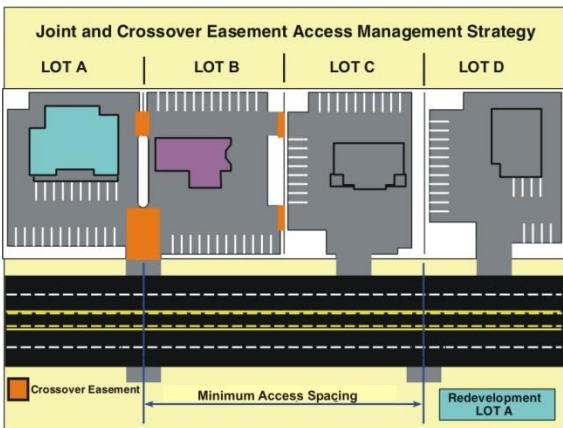 Joint and Crossover Easement Access Management Strategy
LOT A LOT B LOT C LOT D
Crossover Easement
Minimum Access Spacing
Redevelopment
LOT A